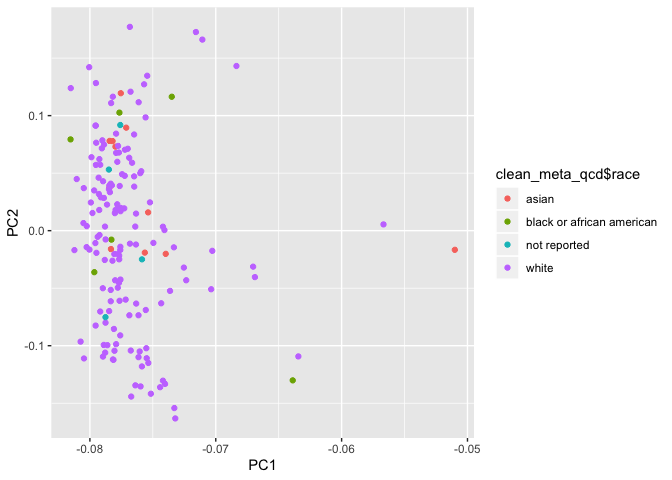 0.1
0.0
-0.1
PC2
-0.08
-0.07
-0.06
-0.05
PC1
clean_meta_qcd$race
asian
black or african american
not reported
white